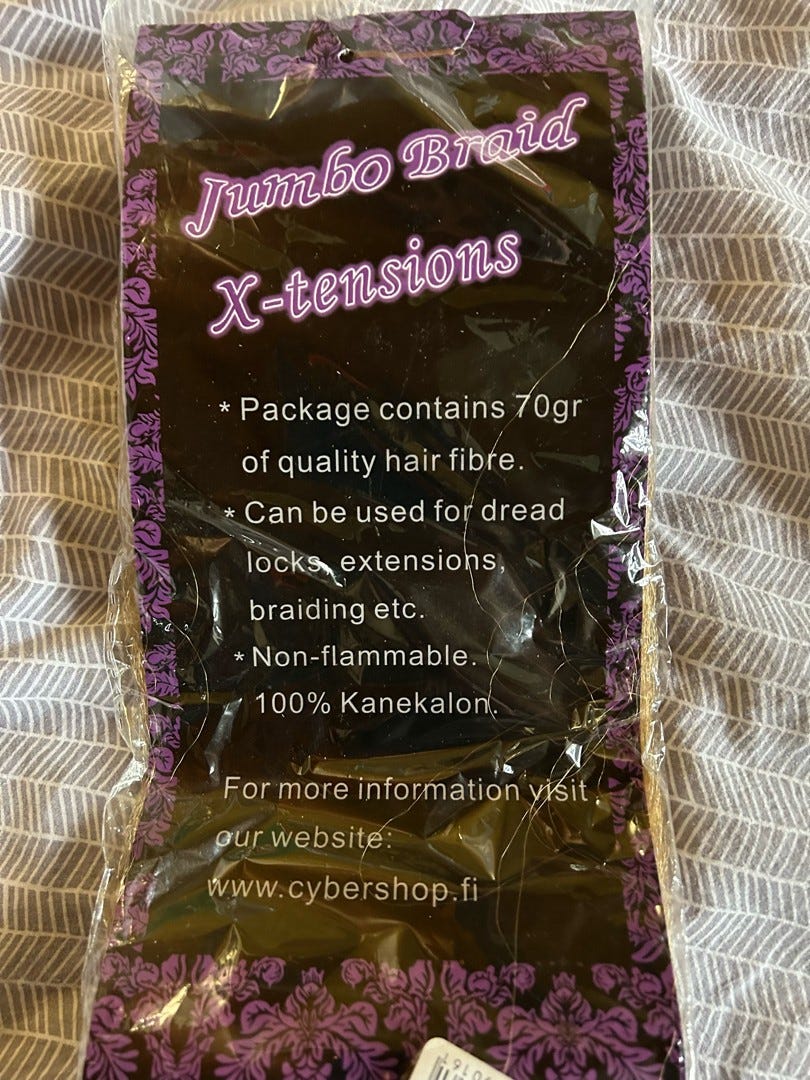 Jumbo Braid
X-tensions
* Package contains 70gr
of quality hair fibre.
* Can be used for dread
locks, extensions,
braiding etc.
* Non-flammable.
100% Kanekalon.
For more information visit
our website:
www.cybershop.fi